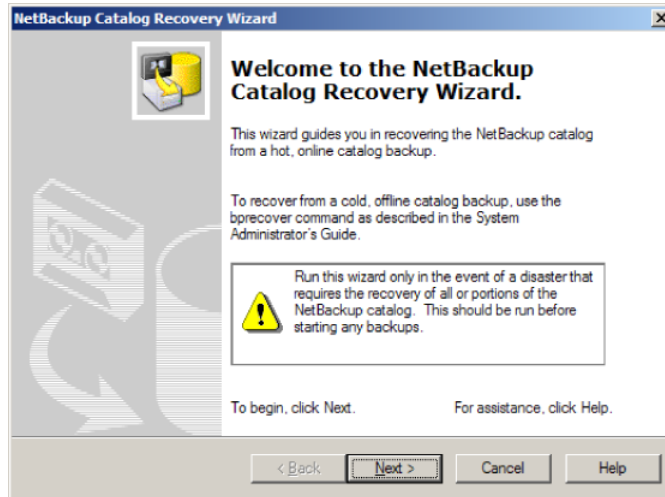 NetBackup Catalog Recovery Wizard
Welcome to the NetBackup
Catalog Recovery Wizard.
This wizard guides you in recovering the NetBackup catalog
from a hot, online catalog backup.
To recover from a cold, offline catalog backup, use the
bprecover command as described in the System
Administrator's Guide.
Run this wizard only in the event of a disaster that
requires the recovery of all or portions of the
NetBackup catalog. This should be run before
starting any backups.
To begin, click Next.
For assistance, click Help.
< Back
Next >
Cancel
Help